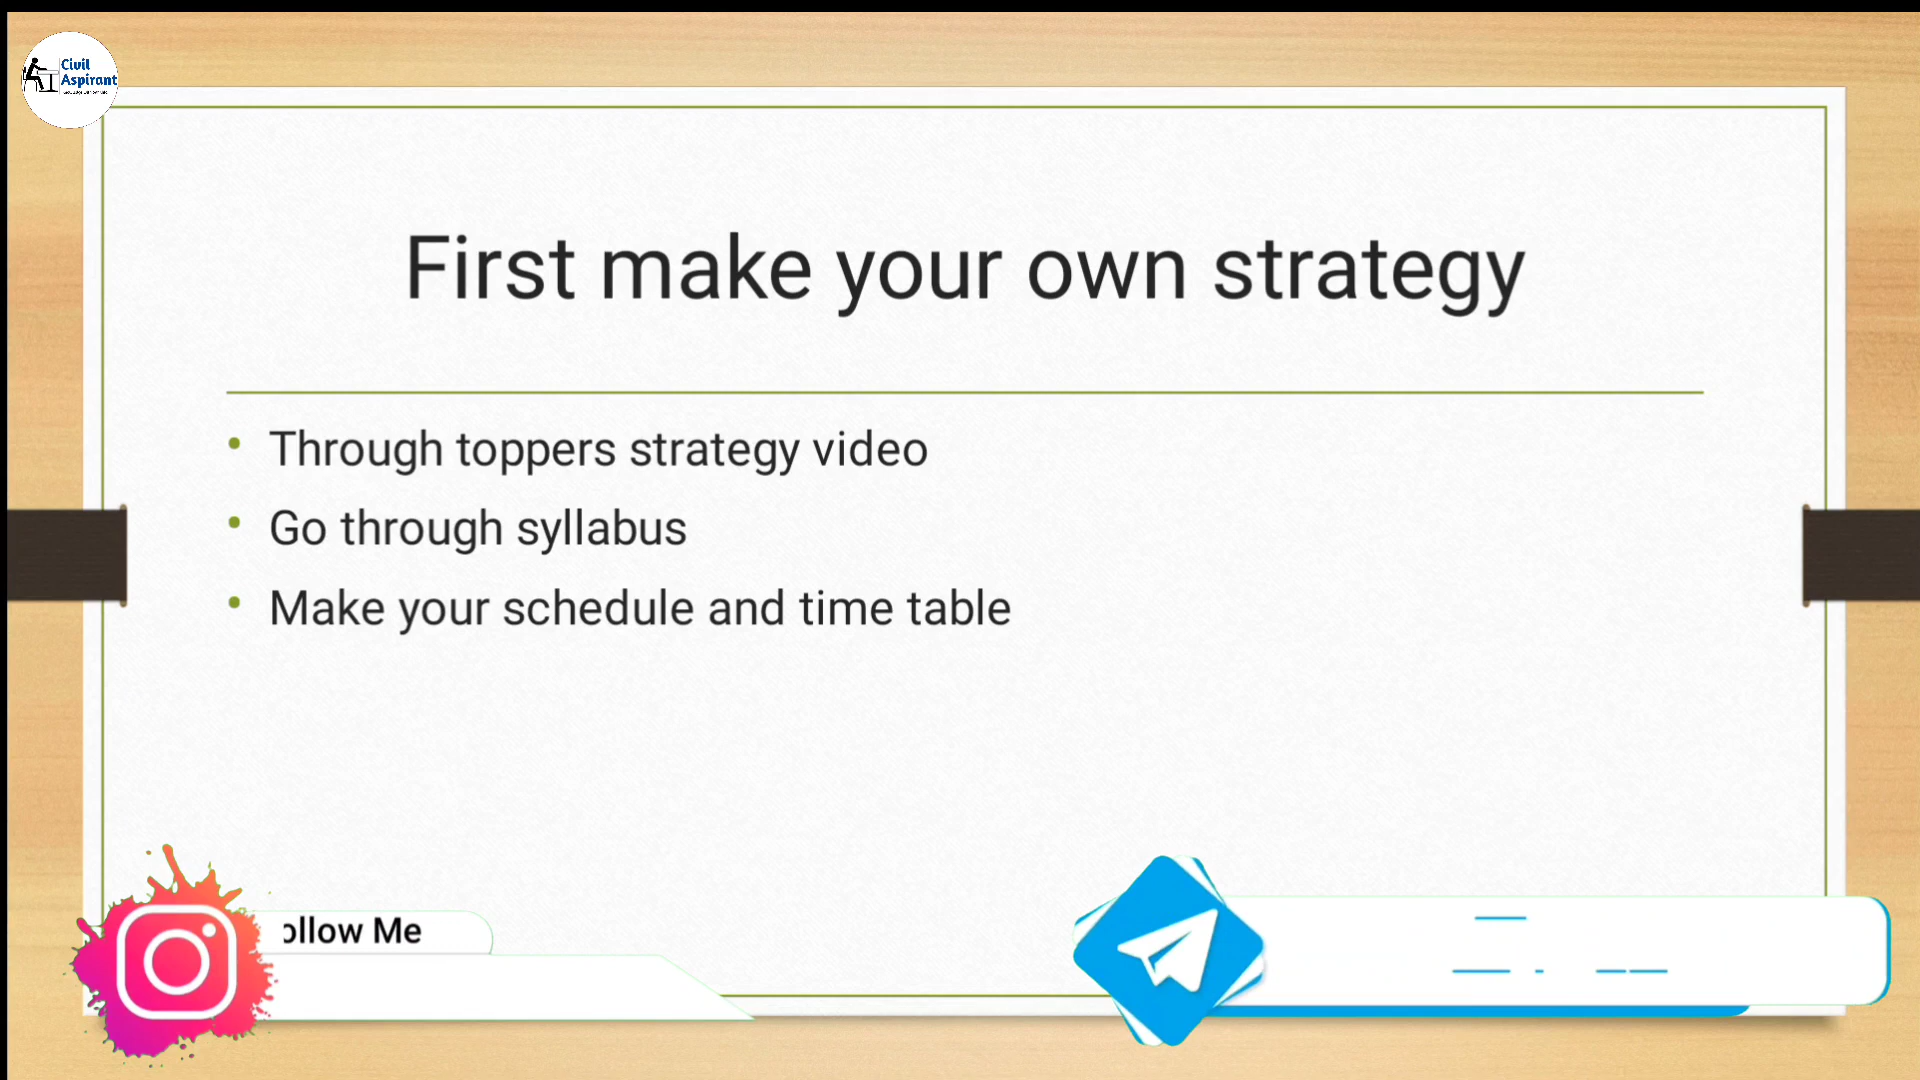 Civil
Aspirant
First make your own strategy
• Through toppers strategy video
• Go through syllabus
• Make your schedule and time table
ollow Me